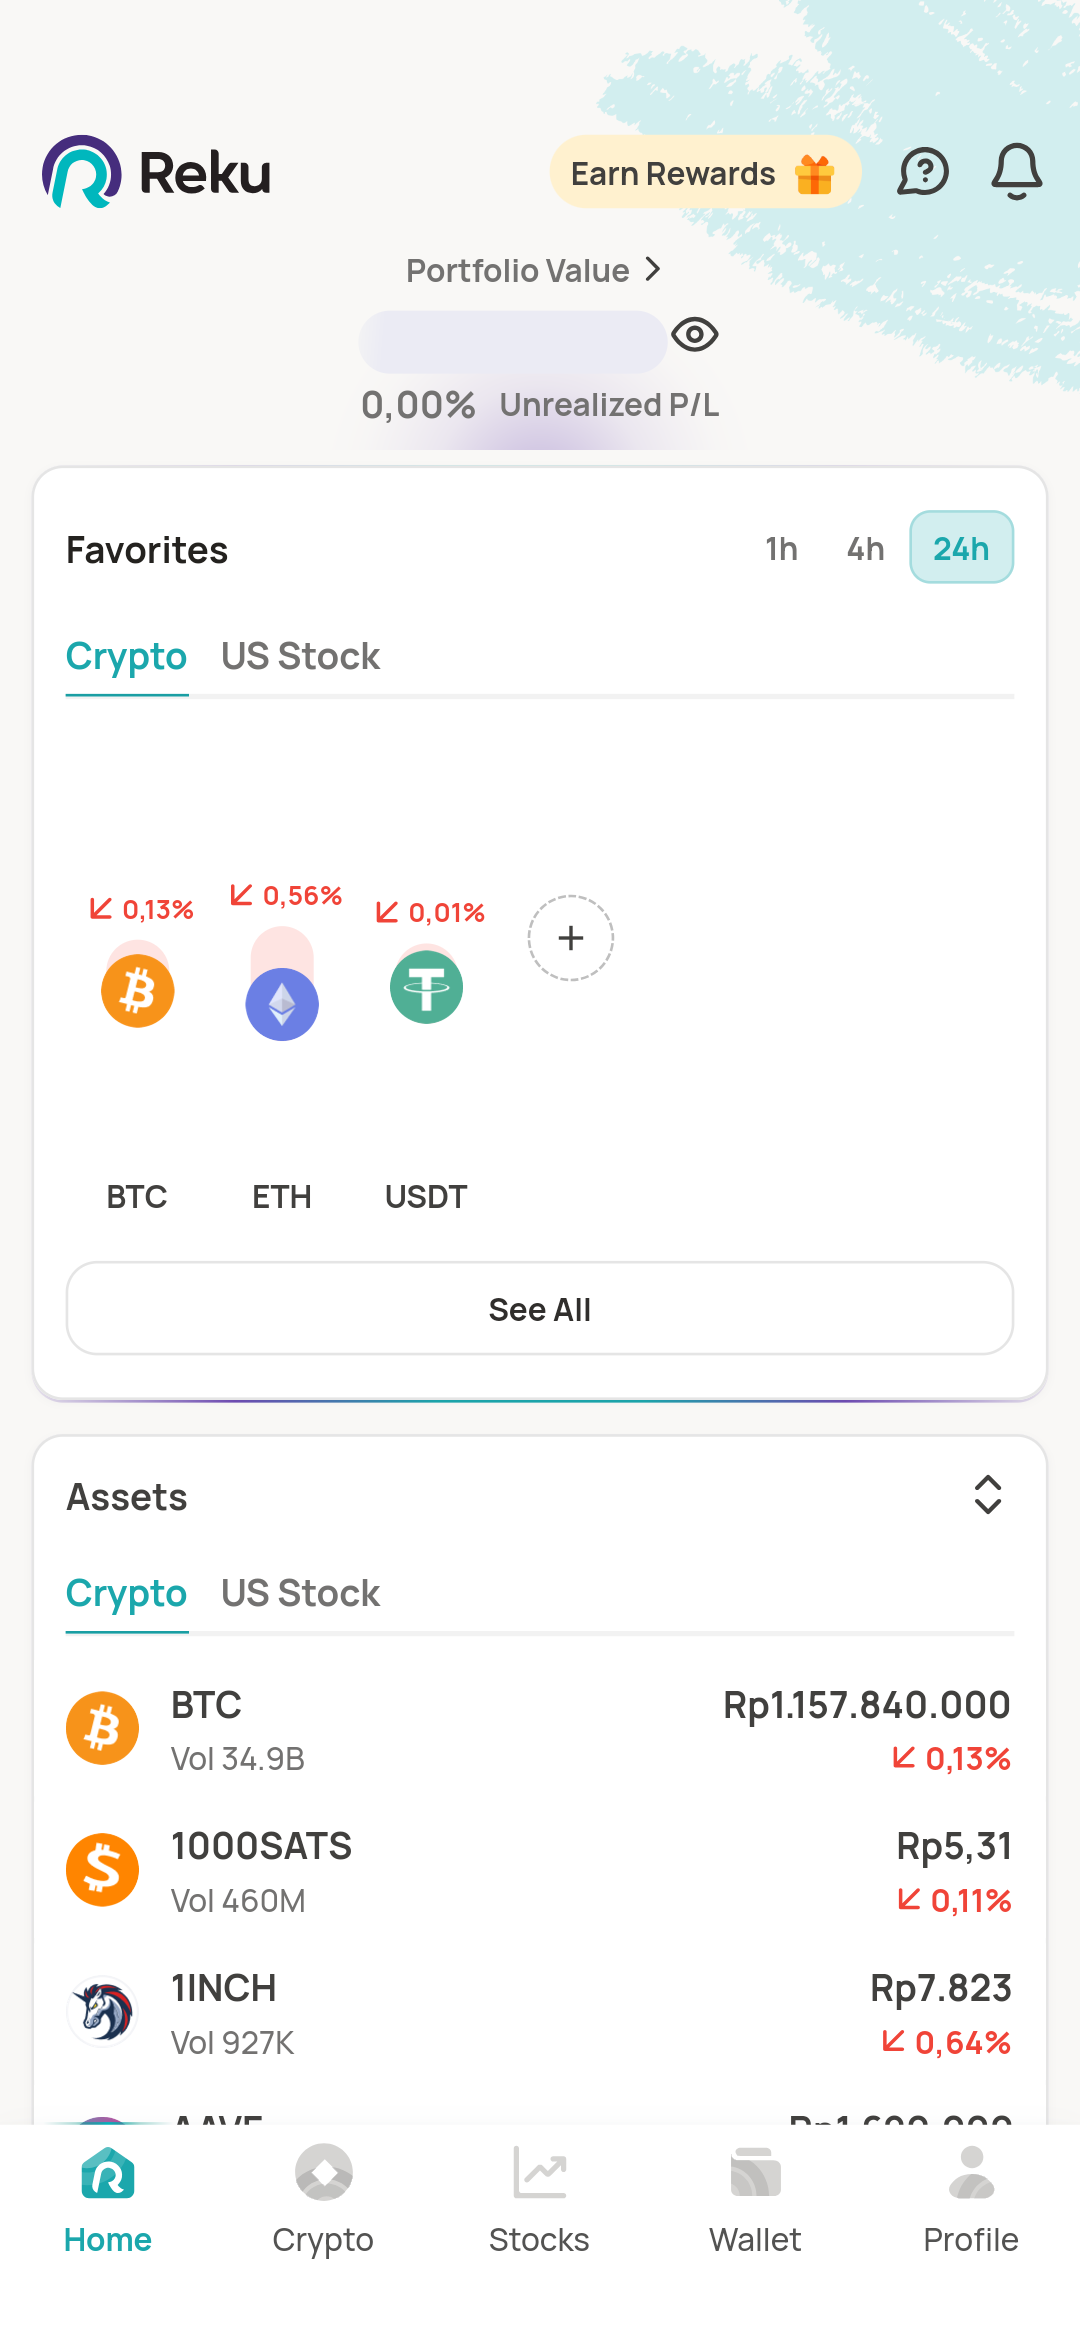 Reku
Earn Rewards
Portfolio Value
0,00% Unrealized P/L
Favorites
1h 4h 24h
Crypto US Stock
0,13% 0,56% 0,01%
BTC ETH USDT
See All
Assets
Crypto US Stock
BTC Rp1.157.840.000
Vol 34.9B 0,13%
1000SATS Rp5,31
Vol 460M 0,11%
1INCH Rp7.823
Vol 927K 0,64%
AAVE
Home Crypto Stocks Wallet Profile